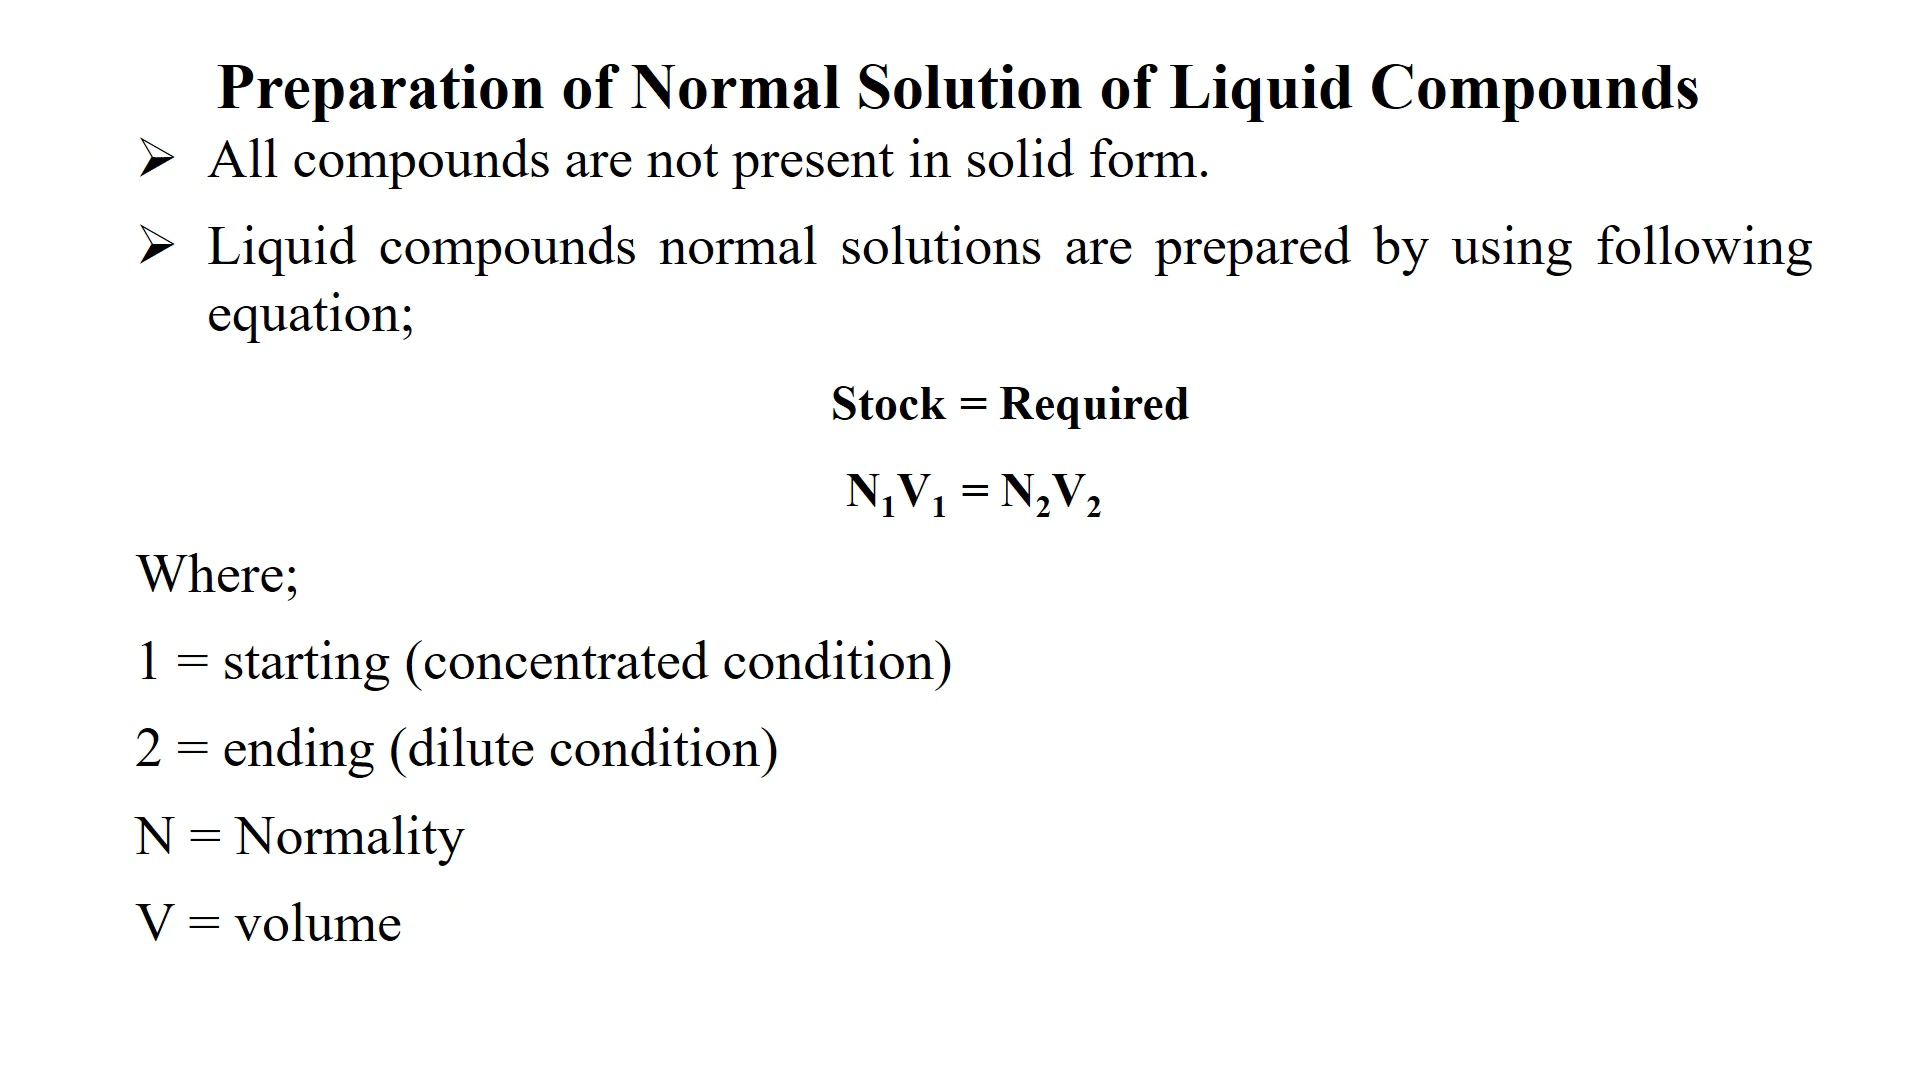 Preparation of Normal Solution of Liquid Compounds
➢ All compounds are not present in solid form.
➢ Liquid compounds normal solutions are prepared by using following
equation;
Stock = Required
N₁V₁ = N₂V₂
Where;
1 = starting (concentrated condition)
2 = ending (dilute condition)
N = Normality
V = volume